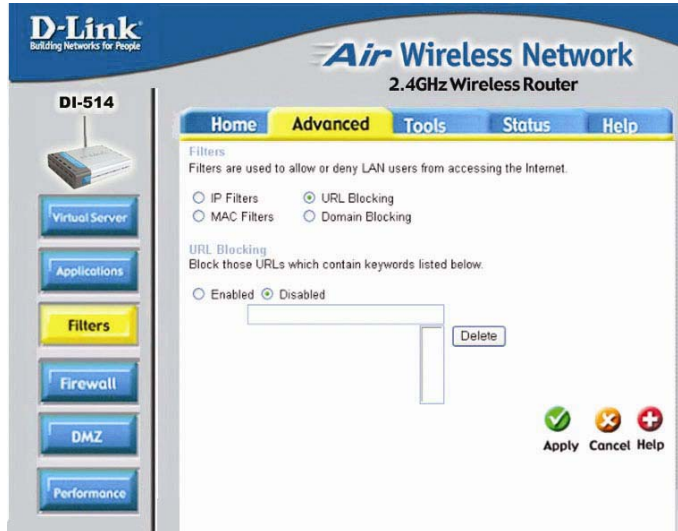 D-Link
Building Networks for People
Air Wireless Network
2.4GHz Wireless Router
DI-514
Home Advanced Tools Status Help
Filters
Filters are used to allow or deny LAN users from accessing the Internet.
IP Filters URL Blocking
MAC Filters Domain Blocking
URL Blocking
Block those URLs which contain keywords listed below.
Enabled Disabled
Delete
Apply Cancel Help
Virtual Server
Applications
Filters
Firewall
DMZ
Performance